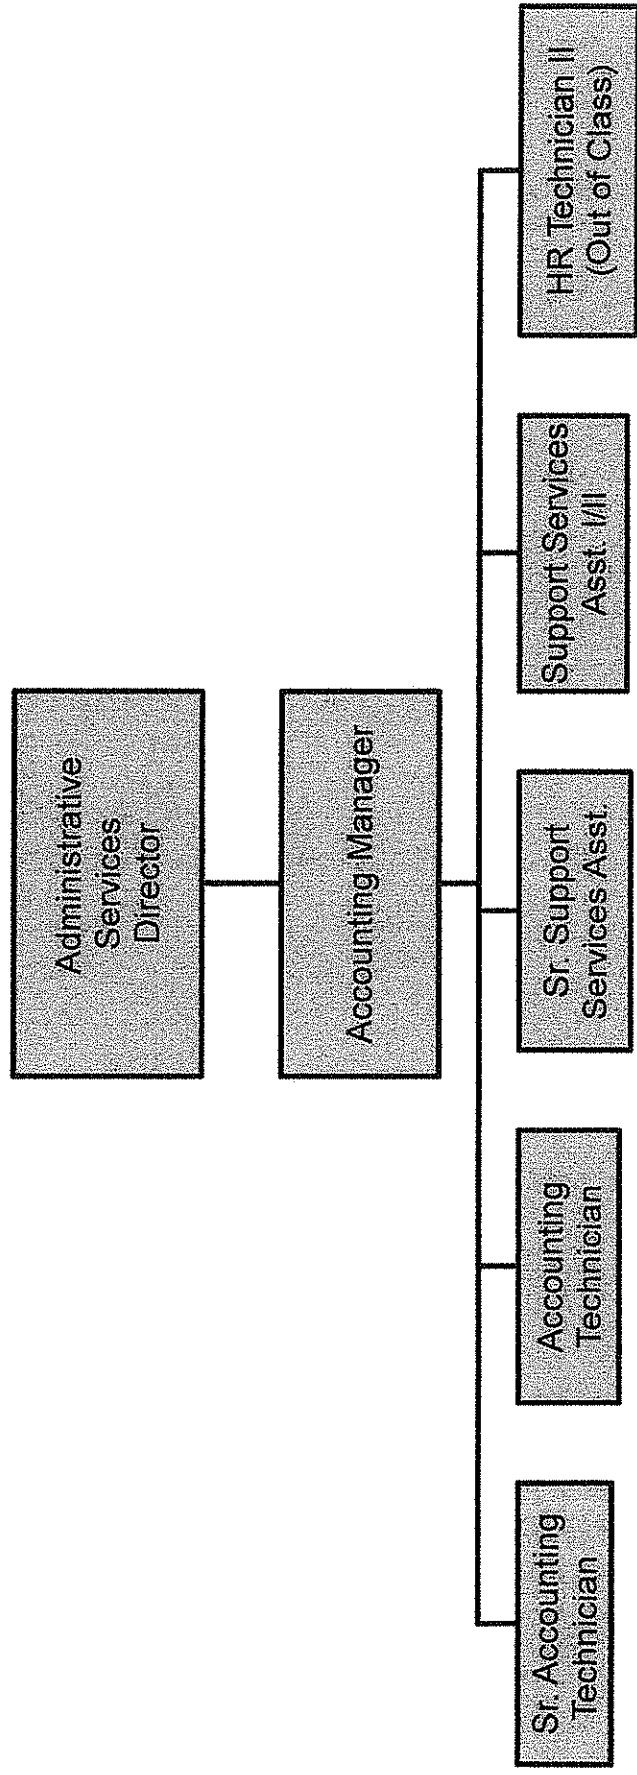 Administrative
Services
Director
Accounting Manager
Sr. Accounting
Technician
Accounting
Technician
Sr. Support
Services Asst.
Support Services
Asst. I/II
HR Technician II
(Out of Class)